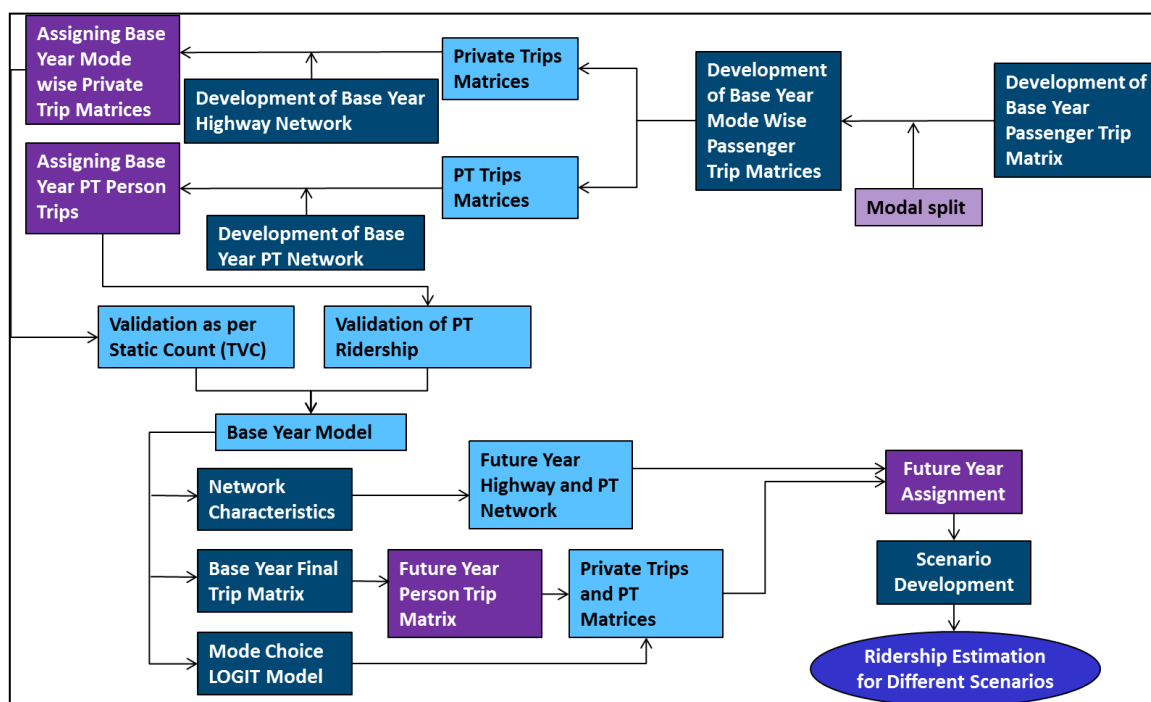 Assigning Base
Year Mode
wise Private
Trip Matrices
Private Trips
Matrices
Development of Base Year
Highway Network
Development
of Base Year
Mode Wise
Passenger
Trip Matrices
Development of
Base Year
Passenger Trip
Matrix
Assigning Base
Year PT Person
Trips
PT Trips
Matrices
Modal split
Development of Base
Year PT Network
Validation as per
Static Count (TVC)
Validation of PT
Ridership
Base Year Model
Network
Characteristics
Future Year
Highway and PT
Network
Future Year
Assignment
Base Year Final
Trip Matrix
Future Year
Person Trip
Matrix
Private Trips
and PT
Matrices
Scenario
Development
Mode Choice
LOGIT Model
Ridership Estimation
for Different Scenarios